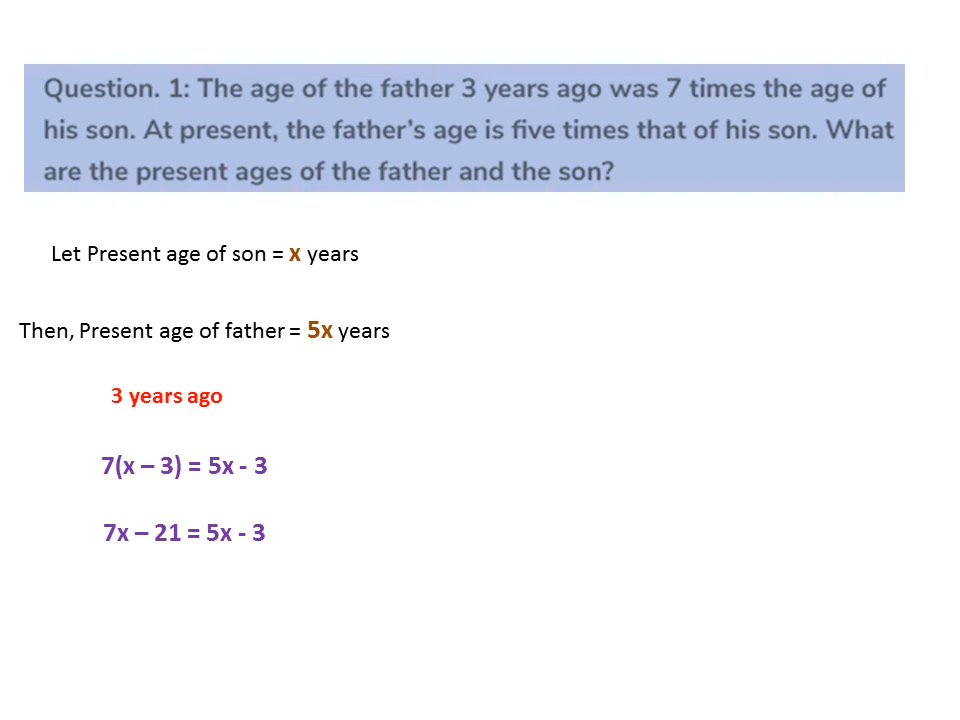 Question. 1: The age of the father 3 years ago was 7 times the age of
his son. At present, the father’s age is five times that of his son. What
are the present ages of the father and the son?
Let Present age of son = x years
Then, Present age of father = 5x years
3 years ago
7(x – 3) = 5x - 3
7x – 21 = 5x - 3